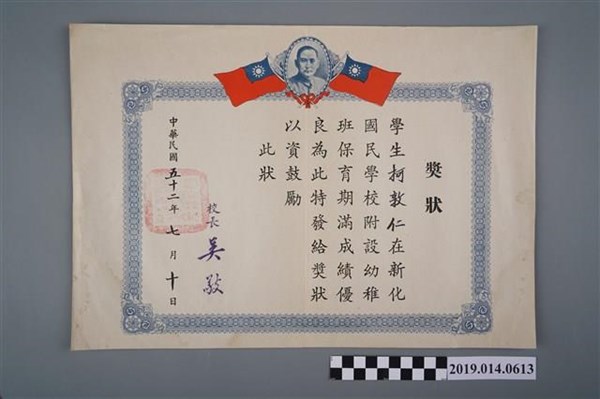 獎狀
學生柯敦仁在新化
國民學校附設幼稚
班保育期滿成績優
良為此特發給獎狀
以資鼓勵
此狀
校長 吳敬
中華民國五十二年七月十日
2019.014.0613